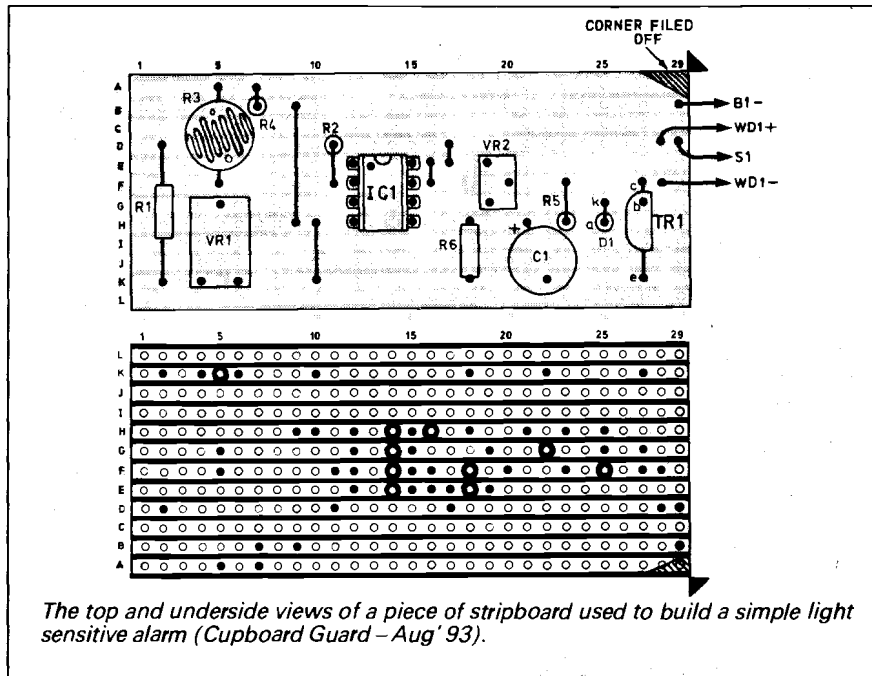 CORNER FILED
OFF
1 5 10 15 20 25 29
A
B
C
D
E
F
G
H
I
J
K
L
R3
R4
R2
R1
VR1
IC1
VR2
R6
+
C1
R5
k
a
D1
c
b
e
TR1
B1-
WD1+
S1
WD1-
1 5 10 15 20 25 29
L
K
J
I
H
G
F
E
D
C
B
A
The top and underside views of a piece of stripboard used to build a simple light
sensitive alarm (Cupboard Guard – Aug' 93).